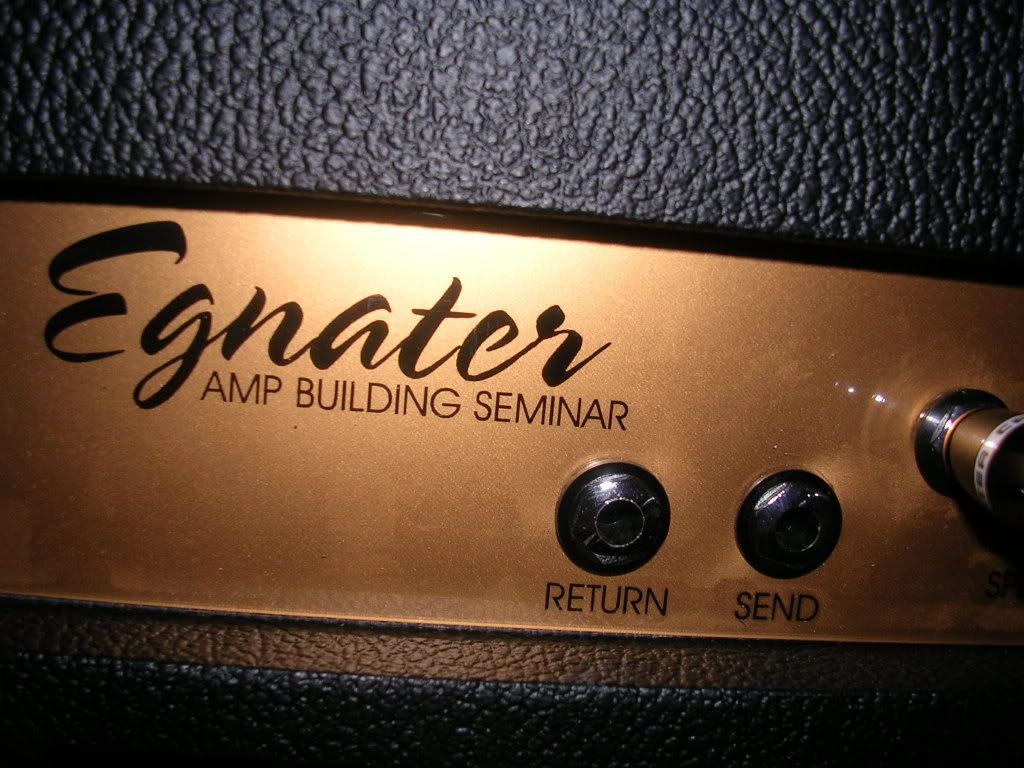 Egnater
AMP BUILDING SEMINAR
RETURN
SEND